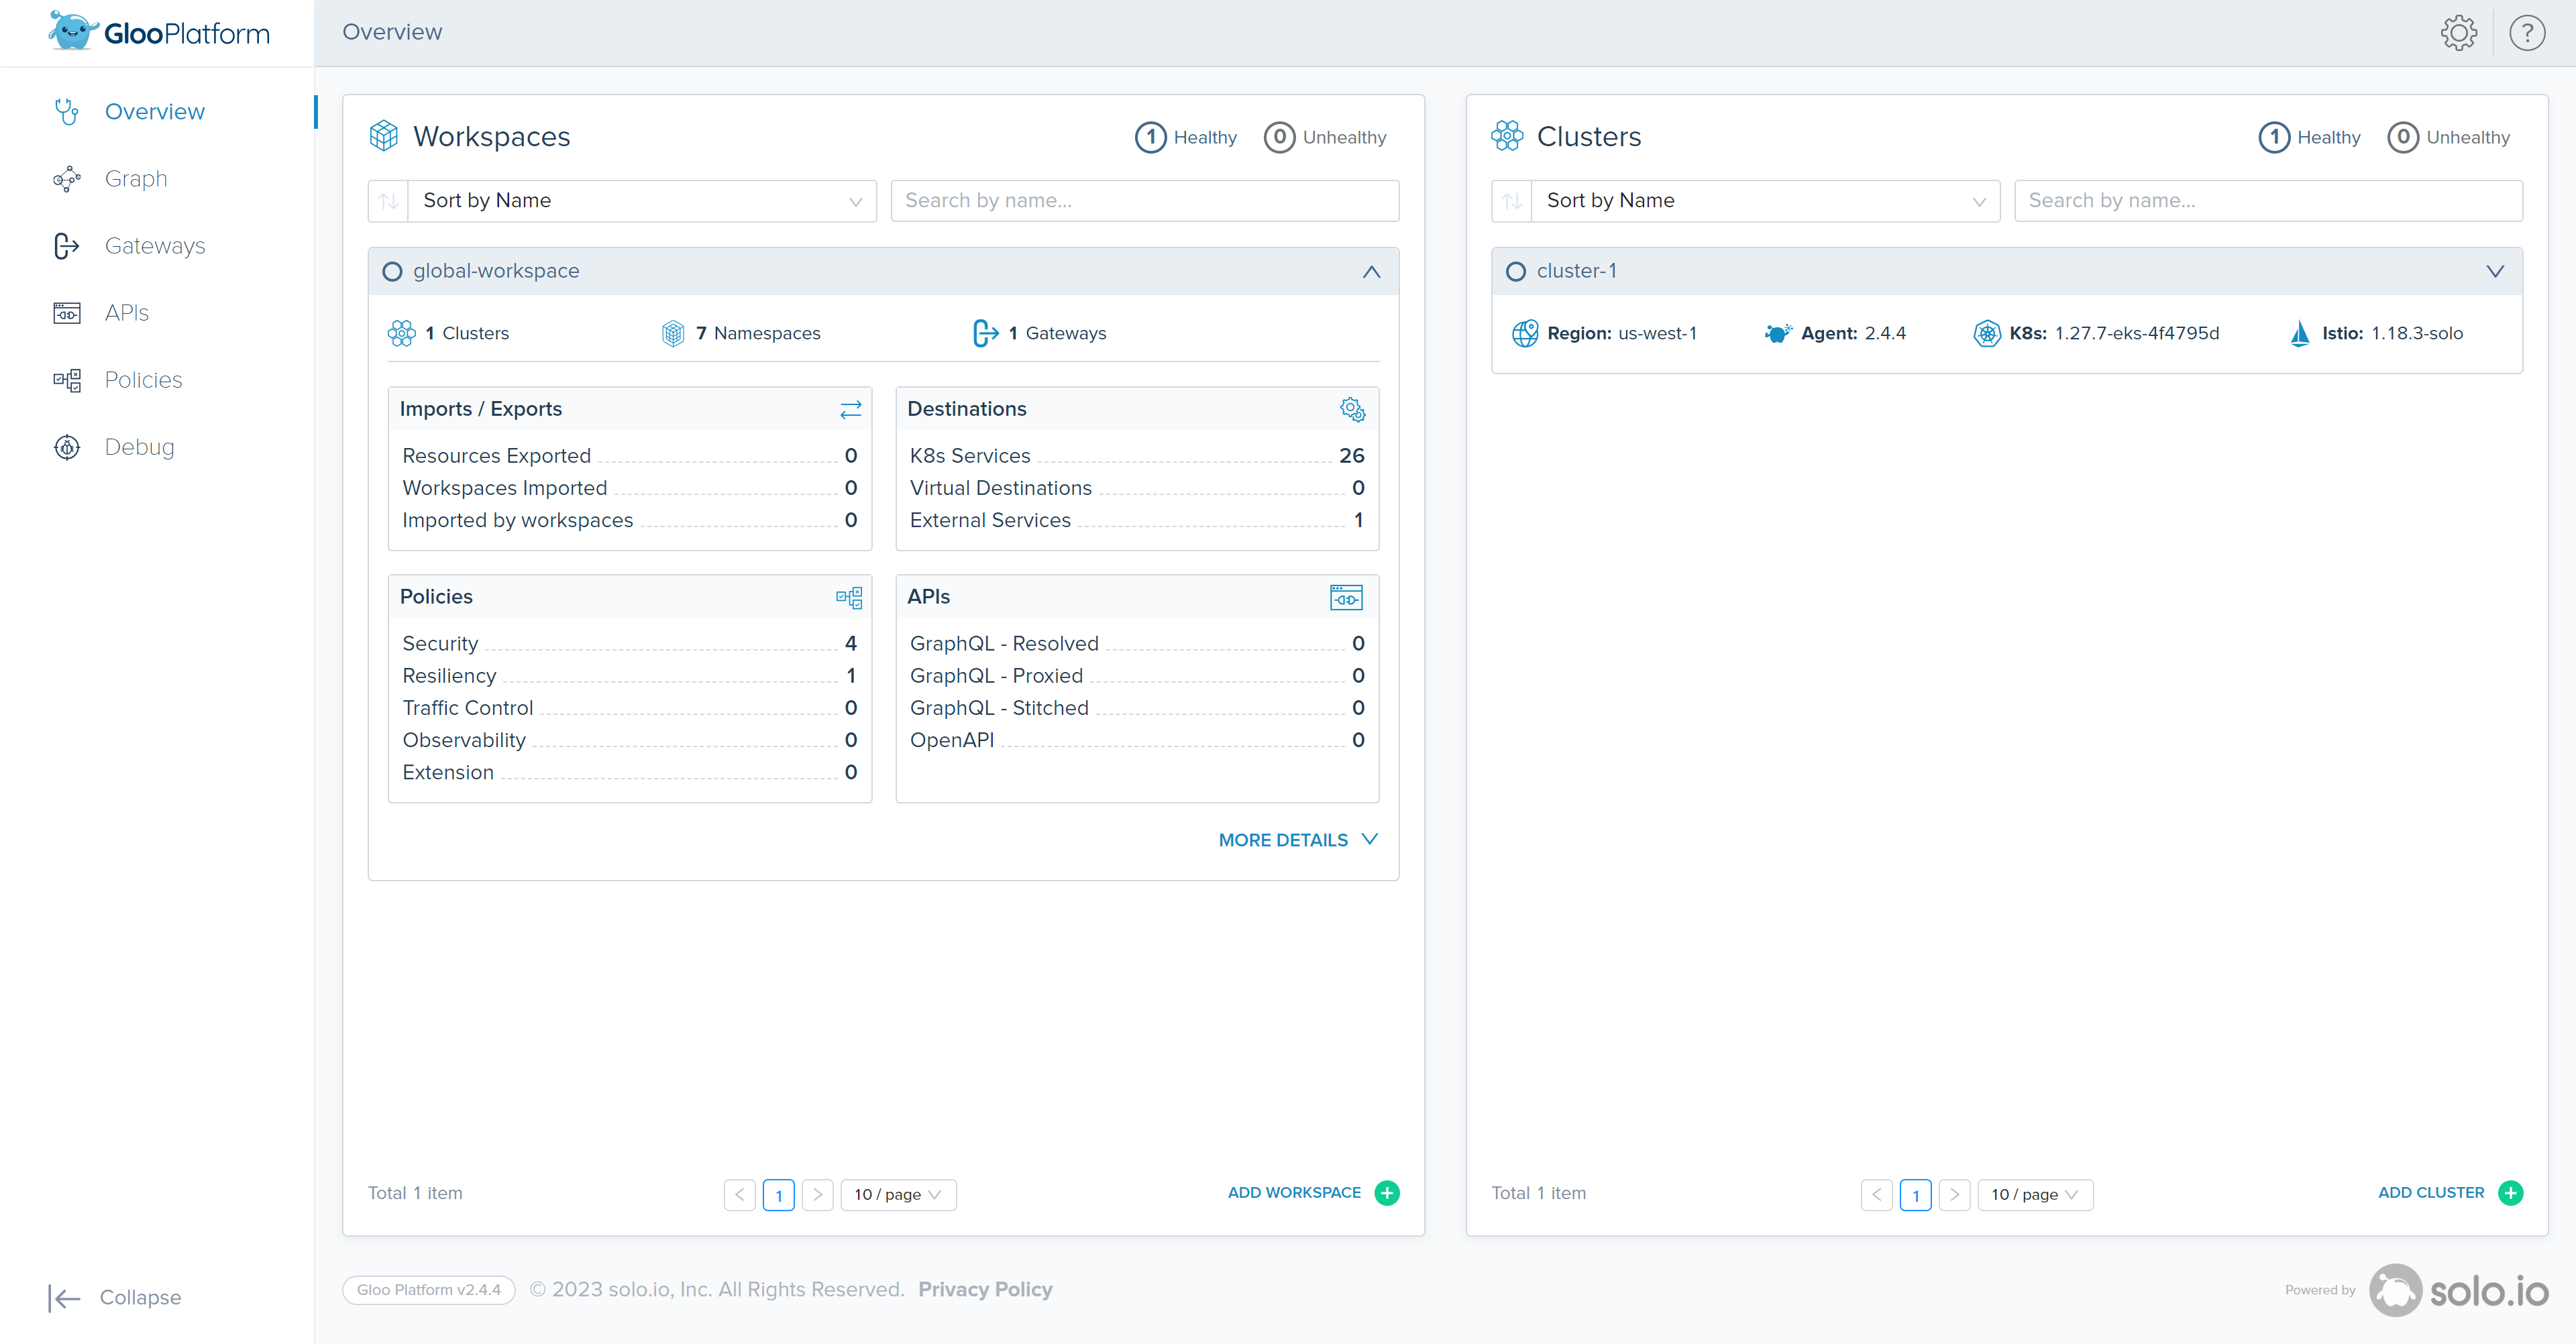 GlooPlatform
Overview
Overview
Graph
Gateways
APIs
Policies
Debug
Collapse
Workspaces
1 Healthy
0 Unhealthy
Sort by Name
Search by name...
global-workspace
1 Clusters
7 Namespaces
1 Gateways
Imports / Exports
Resources Exported 0
Workspaces Imported 0
Imported by workspaces 0
Destinations
K8s Services 26
Virtual Destinations 0
External Services 1
Policies
Security 4
Resiliency 1
Traffic Control 0
Observability 0
Extension 0
APIs
GraphQL - Resolved 0
GraphQL - Proxied 0
GraphQL - Stitched 0
OpenAPI 0
MORE DETAILS
Total 1 item
1
10 / page
ADD WORKSPACE
Clusters
1 Healthy
0 Unhealthy
Sort by Name
Search by name...
cluster-1
Region: us-west-1
Agent: 2.4.4
K8s: 1.27.7-eks-4f4795d
Istio: 1.18.3-solo
Total 1 item
1
10 / page
ADD CLUSTER
Gloo Platform v2.4.4
© 2023 solo.io, Inc. All Rights Reserved. Privacy Policy
Powered by
solo.io